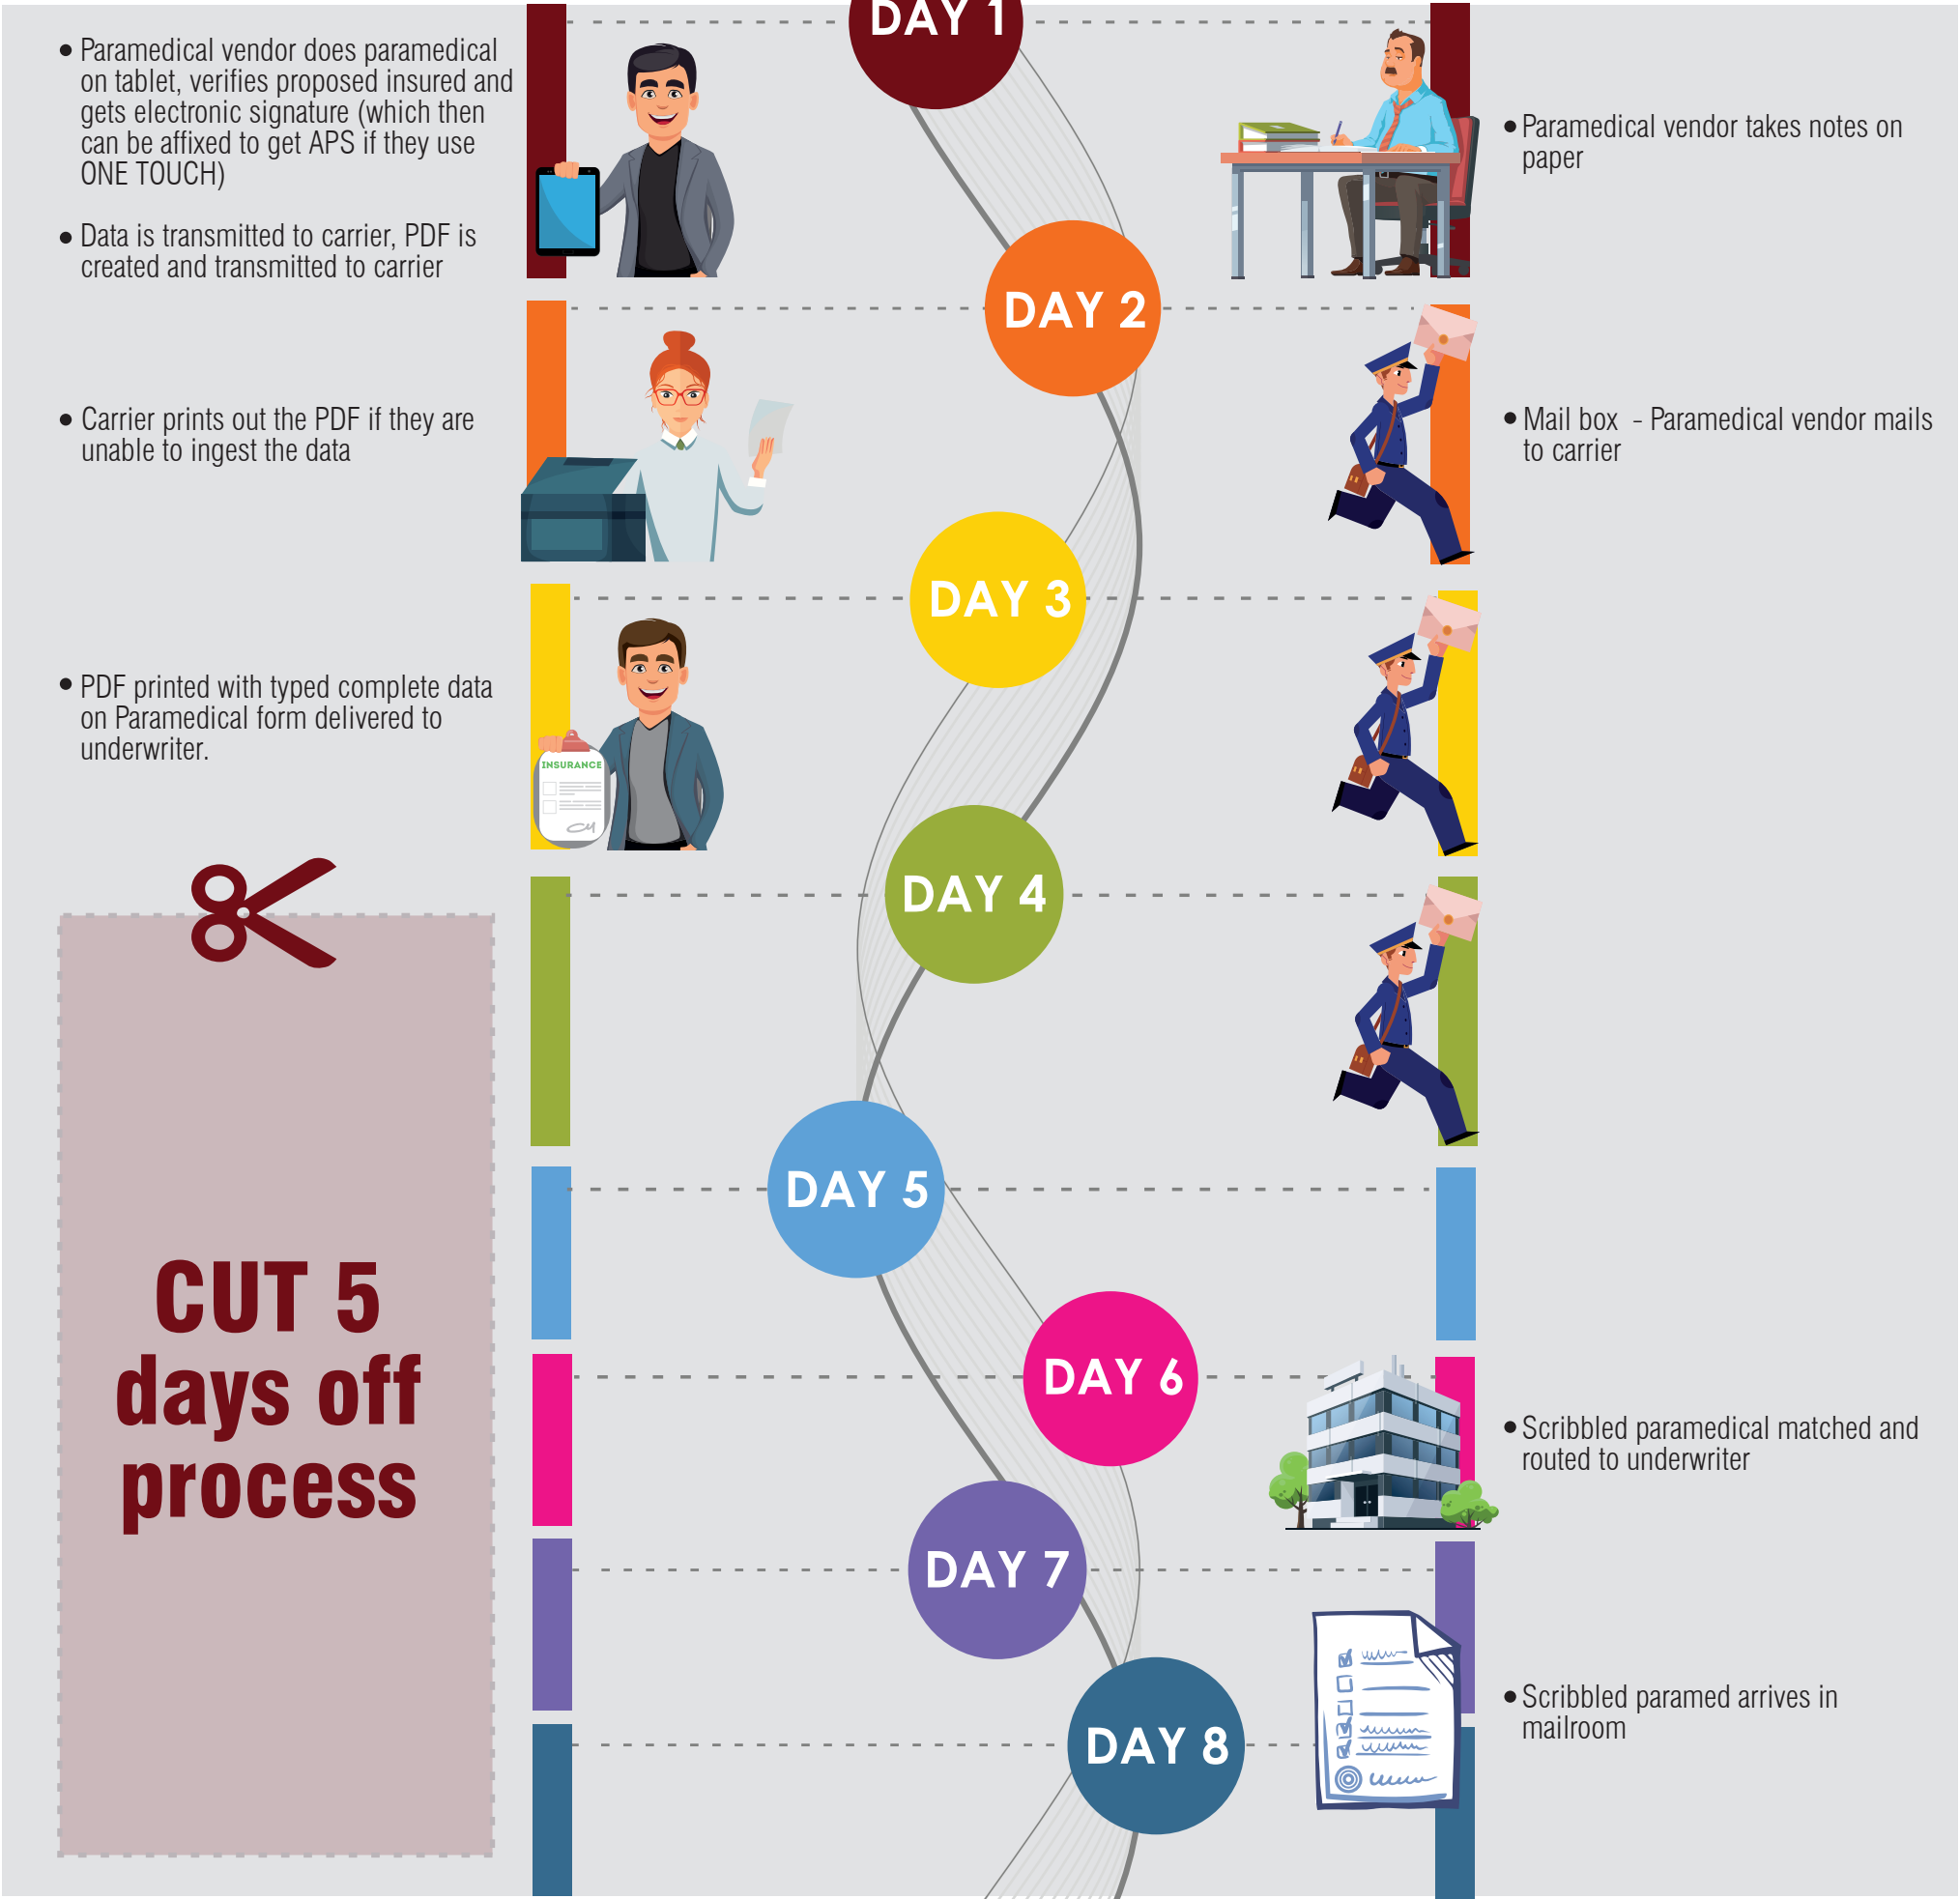 DAY 1
• Paramedical vendor does paramedical
on tablet, verifies proposed insured and
gets electronic signature (which then
can be affixed to get APS if they use
ONE TOUCH)
• Data is transmitted to carrier, PDF is
created and transmitted to carrier
• Paramedical vendor takes notes on
paper
DAY 2
• Carrier prints out the PDF if they are
unable to ingest the data
• Mail box - Paramedical vendor mails
to carrier
DAY 3
• PDF printed with typed complete data
on Paramedical form delivered to
underwriter.
INSURANCE
DAY 4
DAY 5
CUT 5
days off
process
DAY 6
• Scribbled paramedical matched and
routed to underwriter
DAY 7
• Scribbled paramed arrives in
mailroom
DAY 8